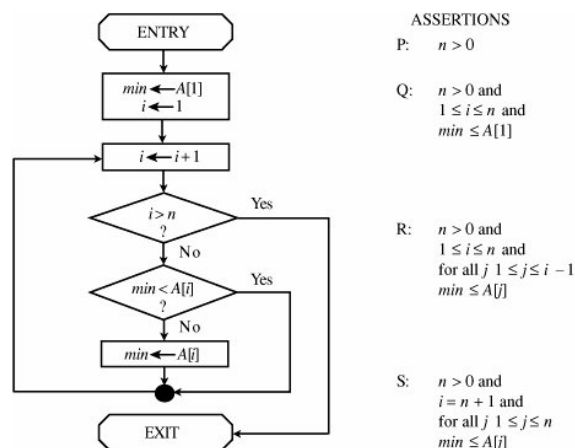 ENTRY
min ← A[1]
i ← 1
i ← i + 1
i > n
?
Yes
No
min < A[i]
?
Yes
No
min ← A[i]
EXIT
ASSERTIONS
P: n > 0
Q: n > 0 and
1 ≤ i ≤ n and
min ≤ A[1]
R: n > 0 and
1 ≤ i ≤ n and
for all j 1 ≤ j ≤ i – 1
min ≤ A[j]
S: n > 0 and
i = n + 1 and
for all j 1 ≤ j ≤ n
min ≤ A[j]